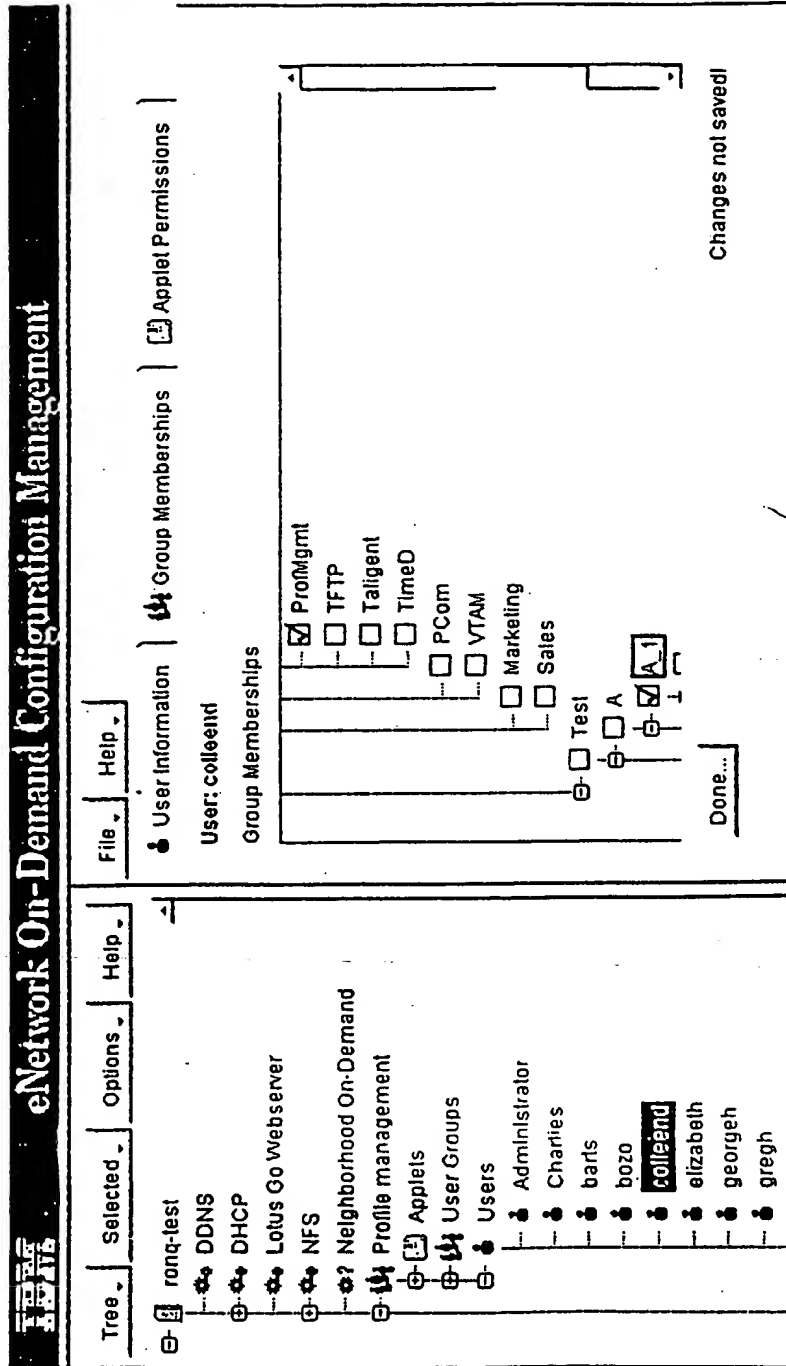 IBM eNetwork On-Demand Configuration Management
Tree Selected Options Help
ronq-test
DDNS
DHCP
Lotus Go Webserver
NFS
Neighborhood On-Demand
Profile management
Applets
User Groups
Users
Administrator
Charlies
barts
bozo
colleend
elizabeth
georgeh
gregh
File Help
User Information Group Memberships Applet Permissions
User: colleend
Group Memberships
ProfMgmt
TFTP
Taligent
TimeD
PCom
VTAM
Marketing
Sales
Test
A
A_1
Done...
Changes not saved!